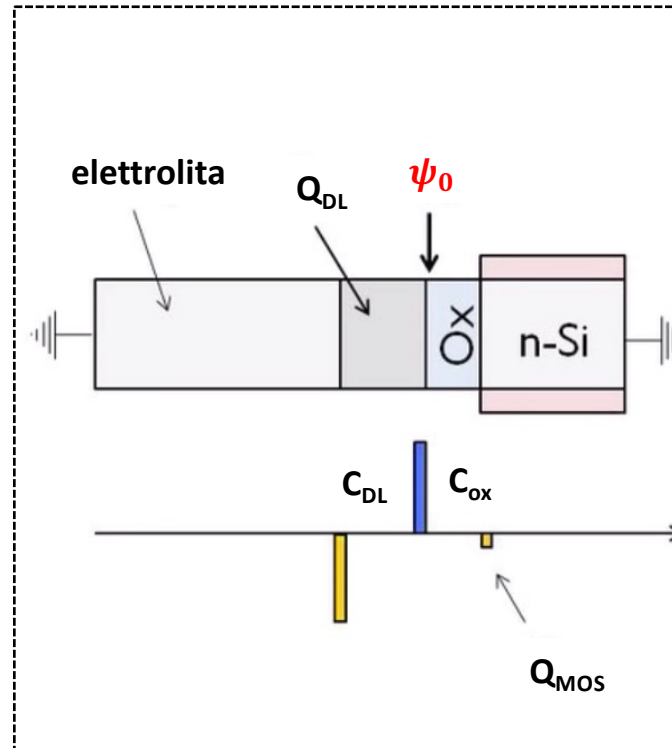 elettrolita
Q_DL
ψ_0
Ox
n-Si
C_DL
C_ox
Q_MOS